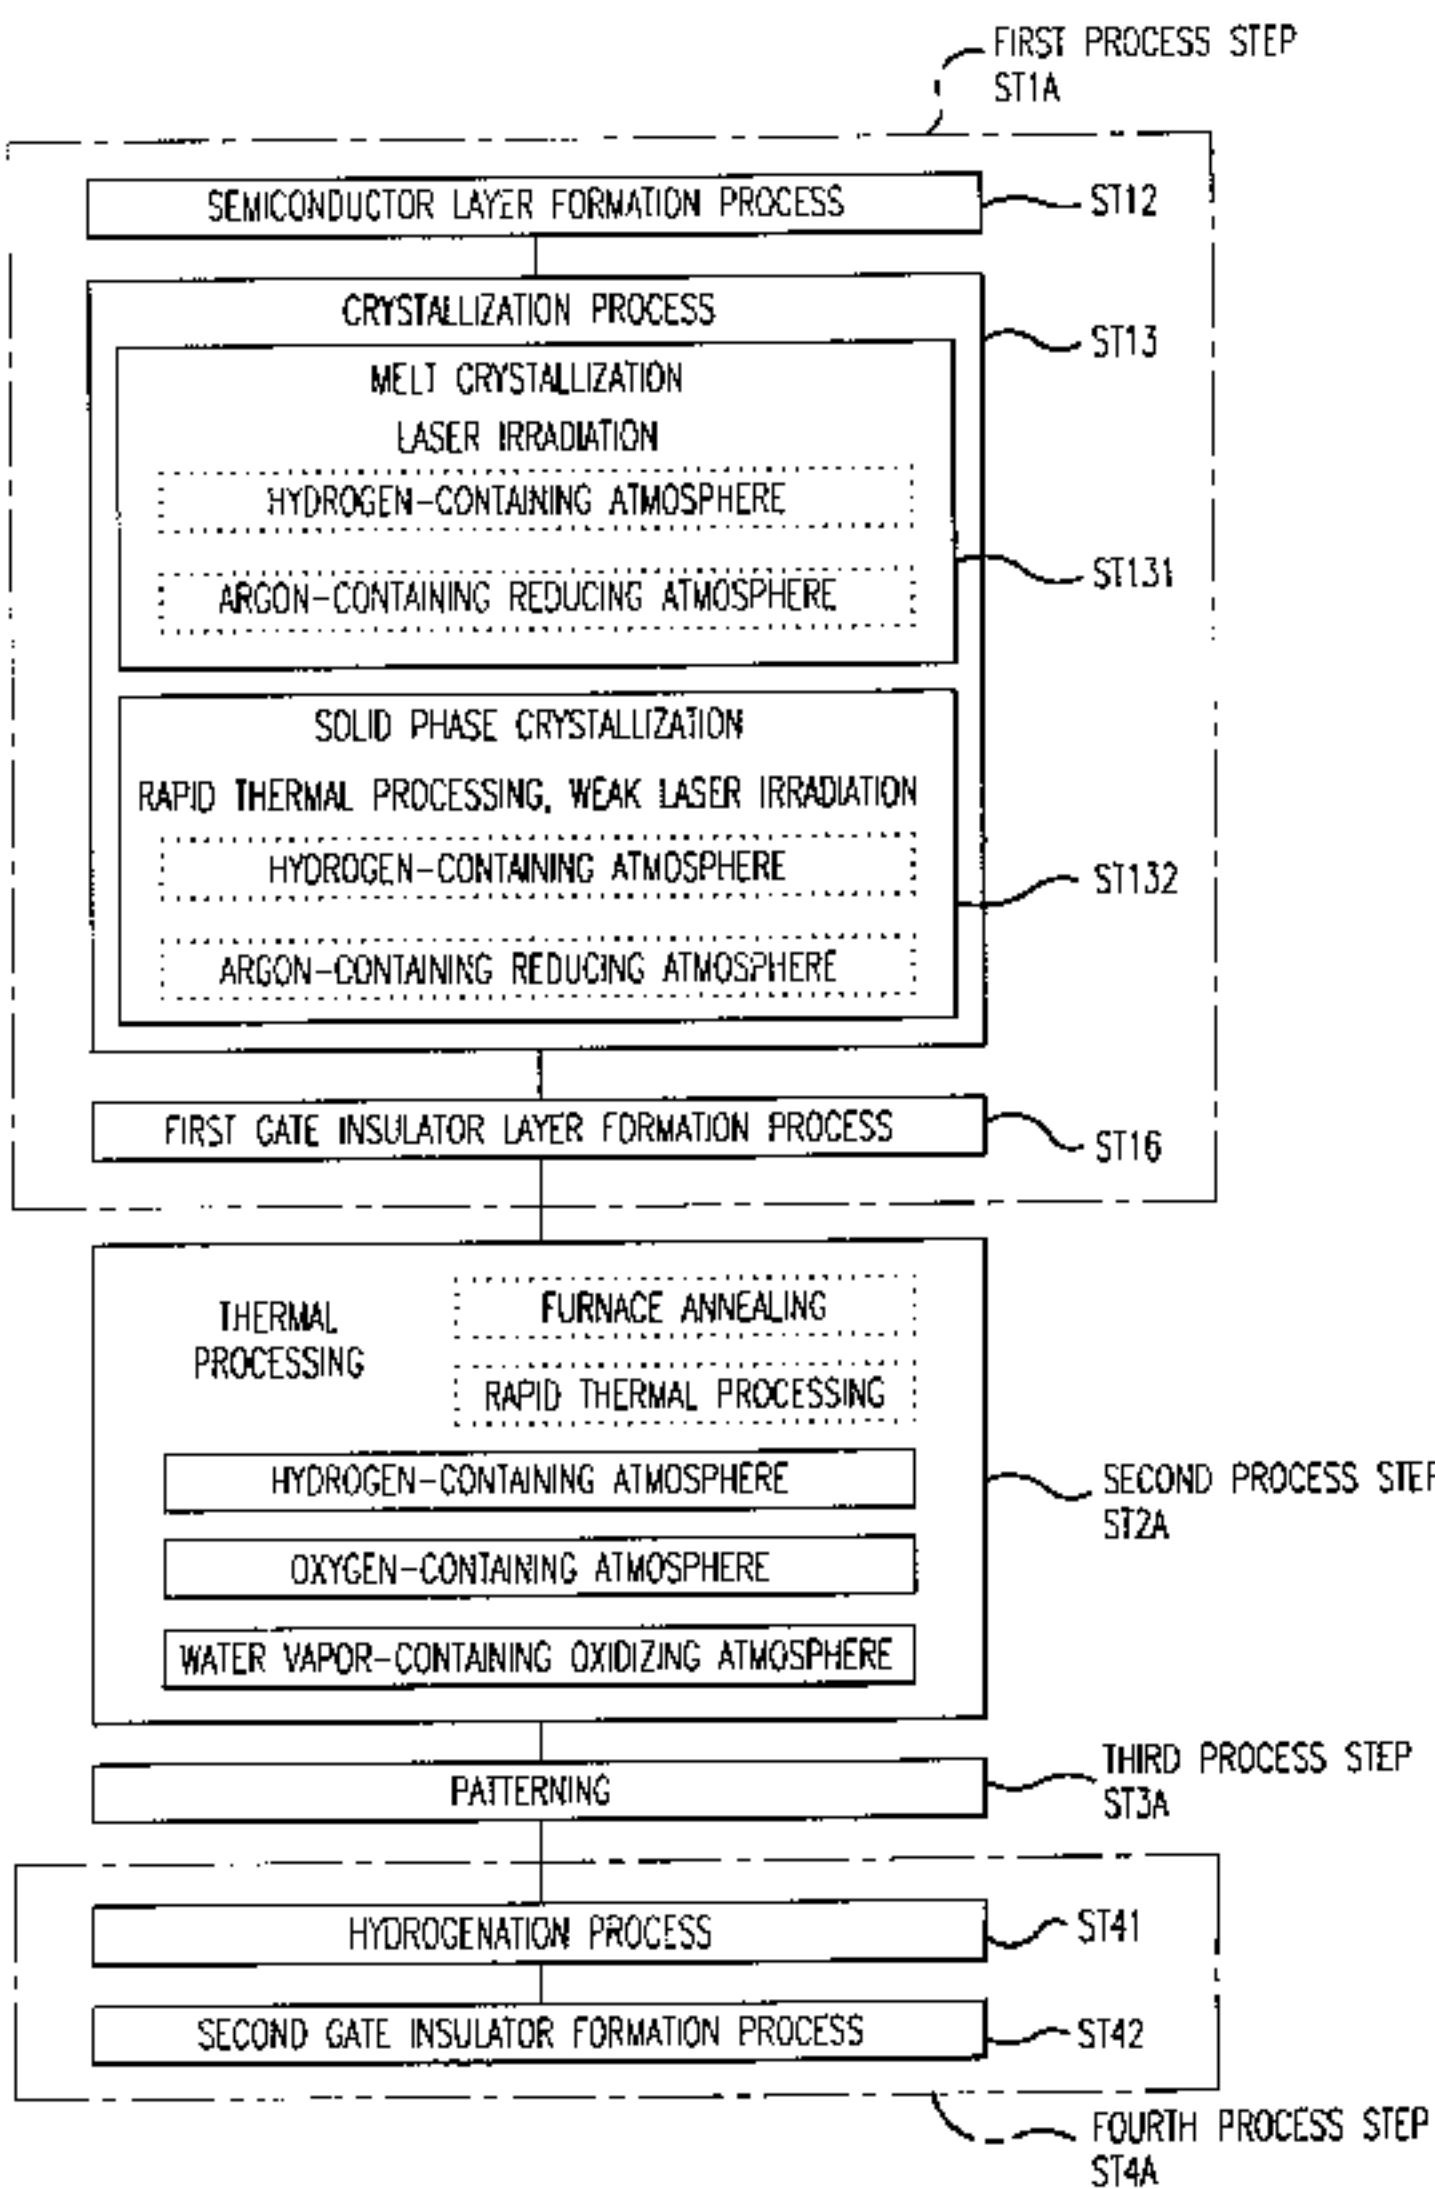 FIRST PROCESS STEP
ST1A
SEMICONDUCTOR LAYER FORMATION PROCESS
ST12
CRYSTALLIZATION PROCESS
ST13
MELT CRYSTALLIZATION
LASER IRRADIATION
HYDROGEN-CONTAINING ATMOSPHERE
ST131
ARGON-CONTAINING REDUCING ATMOSPHERE
SOLID PHASE CRYSTALLIZATION
RAPID THERMAL PROCESSING, WEAK LASER IRRADIATION
HYDROGEN-CONTAINING ATMOSPHERE
ST132
ARGON-CONTAINING REDUCING ATMOSPHERE
FIRST GATE INSULATOR LAYER FORMATION PROCESS
ST16
THERMAL
PROCESSING
FURNACE ANNEALING
RAPID THERMAL PROCESSING
HYDROGEN-CONTAINING ATMOSPHERE
SECOND PROCESS STEP
ST2A
OXYGEN-CONTAINING ATMOSPHERE
WATER VAPOR-CONTAINING OXIDIZING ATMOSPHERE
PATTERNING
THIRD PROCESS STEP
ST3A
HYDROGENATION PROCESS
ST41
SECOND GATE INSULATOR FORMATION PROCESS
ST42
FOURTH PROCESS STEP
ST4A